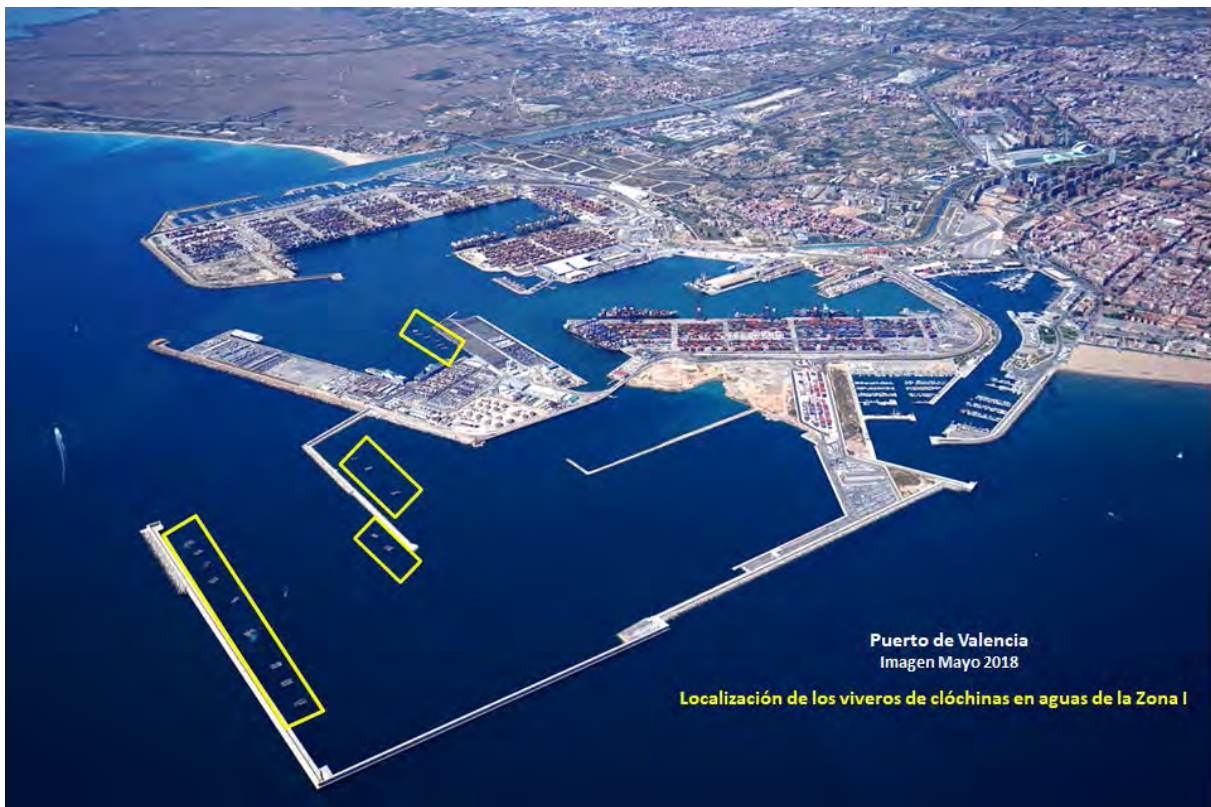 Puerto de Valencia
Imagen Mayo 2018
Localización de los viveros de clóchinas en aguas de la Zona I